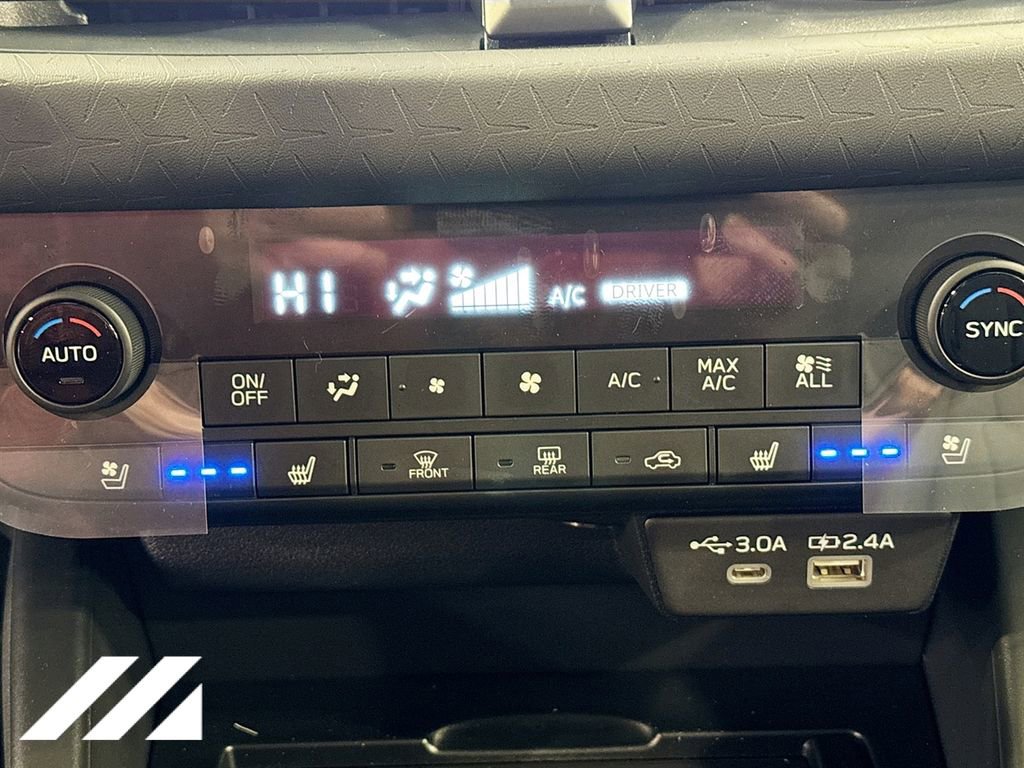 HI A/C DRIVER
AUTO
SYNC
ON/
OFF
A/C
MAX
A/C
ALL
FRONT
REAR
3.0A
2.4A